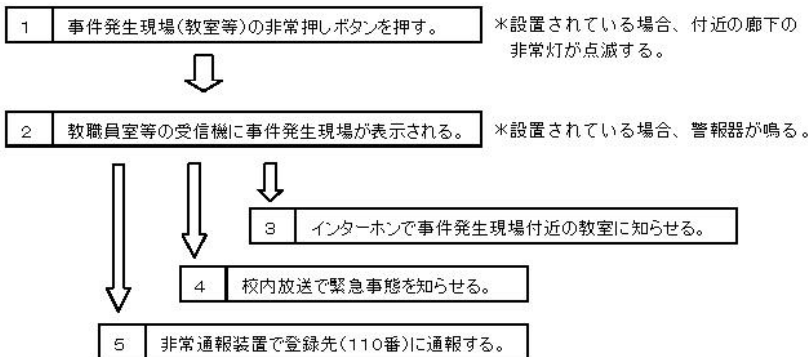 1 事件発生現場(教室等)の非常押しボタンを押す。
＊設置されている場合、付近の廊下の
非常灯が点滅する。
2 教職員室等の受信機に事件発生現場が表示される。
＊設置されている場合、警報器が鳴る。
3 インターホンで事件発生現場付近の教室に知らせる。
4 校内放送で緊急事態を知らせる。
5 非常通報装置で登録先(110番)に通報する。